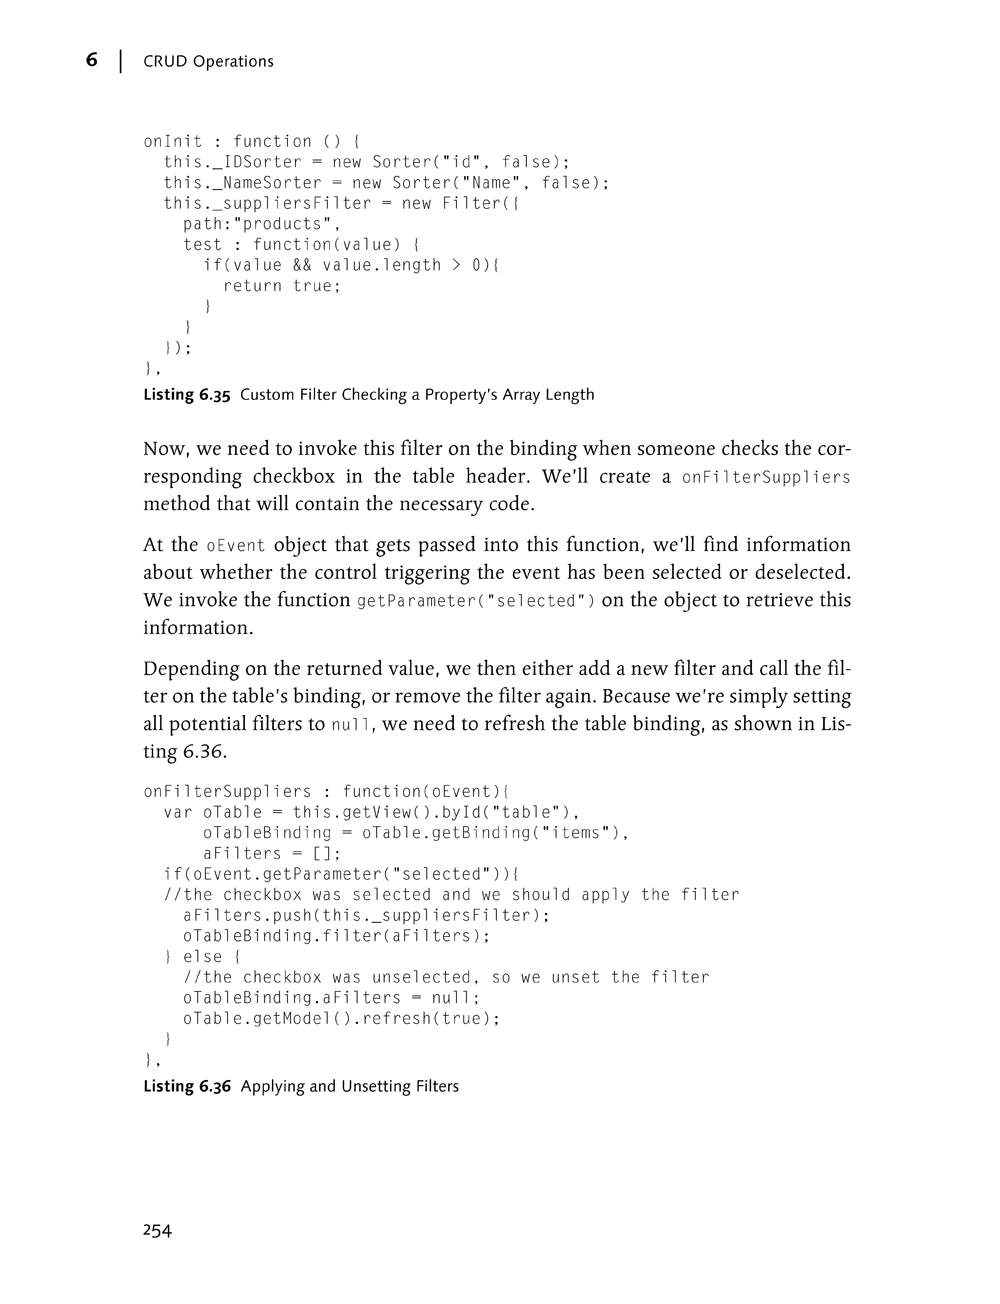 6 | CRUD Operations
onInit : function () {
  this._IDSorter = new Sorter("id", false);
  this._NameSorter = new Sorter("Name", false);
  this._suppliersFilter = new Filter({
    path:"products",
    test : function(value) {
      if(value && value.length > 0){
        return true;
      }
    }
  });
},
Listing 6.35 Custom Filter Checking a Property's Array Length
Now, we need to invoke this filter on the binding when someone checks the cor-
responding checkbox in the table header. We'll create a onFilterSuppliers
method that will contain the necessary code.
At the oEvent object that gets passed into this function, we'll find information
about whether the control triggering the event has been selected or deselected.
We invoke the function getParameter("selected") on the object to retrieve this
information.
Depending on the returned value, we then either add a new filter and call the fil-
ter on the table's binding, or remove the filter again. Because we're simply setting
all potential filters to null, we need to refresh the table binding, as shown in Lis-
ting 6.36.
onFilterSuppliers : function(oEvent){
  var oTable = this.getView().byId("table"),
      oTableBinding = oTable.getBinding("items"),
      aFilters = [];
  if(oEvent.getParameter("selected")){
  //the checkbox was selected and we should apply the filter
    aFilters.push(this._suppliersFilter);
    oTableBinding.filter(aFilters);
  } else {
    //the checkbox was unselected, so we unset the filter
    oTableBinding.aFilters = null;
    oTable.getModel().refresh(true);
  }
},
Listing 6.36 Applying and Unsetting Filters
254